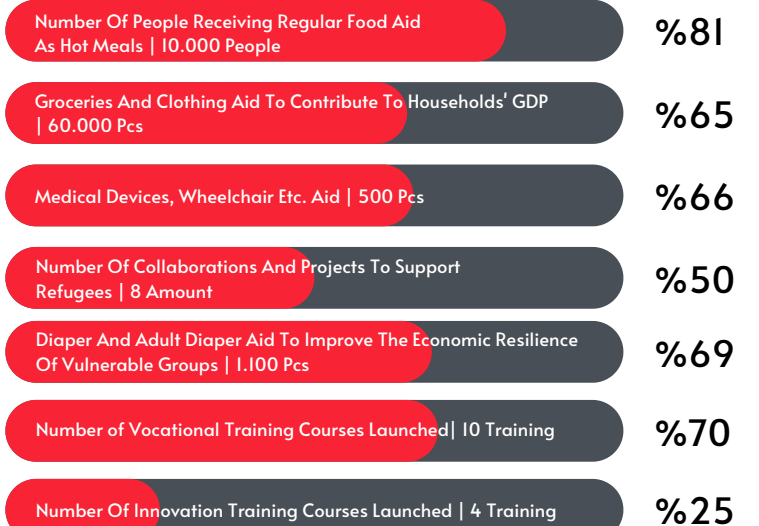 Number Of People Receiving Regular Food Aid
As Hot Meals | 10.000 People
%81
Groceries And Clothing Aid To Contribute To Households' GDP
| 60.000 Pcs
%65
Medical Devices, Wheelchair Etc. Aid | 500 Pcs
%66
Number Of Collaborations And Projects To Support
Refugees | 8 Amount
%50
Diaper And Adult Diaper Aid To Improve The Economic Resilience
Of Vulnerable Groups | 1.100 Pcs
%69
Number of Vocational Training Courses Launched| 10 Training
%70
Number Of Innovation Training Courses Launched | 4 Training
%25